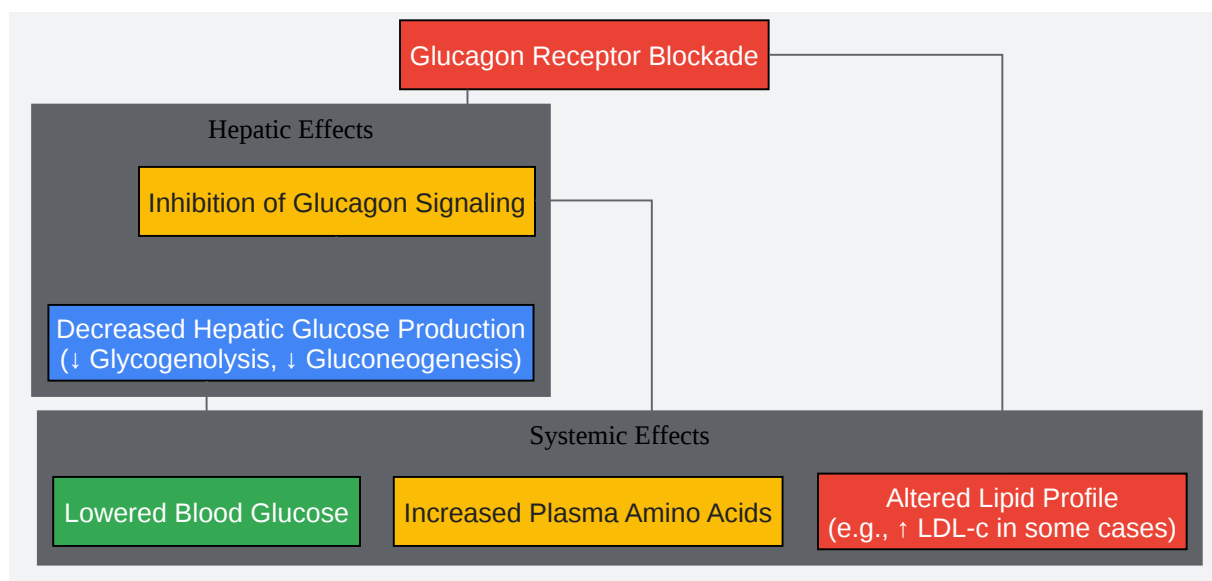 Glucagon Receptor Blockade
Hepatic Effects
Inhibition of Glucagon Signaling
Decreased Hepatic Glucose Production
(↓ Glycogenolysis, ↓ Gluconeogenesis)
Systemic Effects
Lowered Blood Glucose
Increased Plasma Amino Acids
Altered Lipid Profile
(e.g., ↑ LDL-c in some cases)